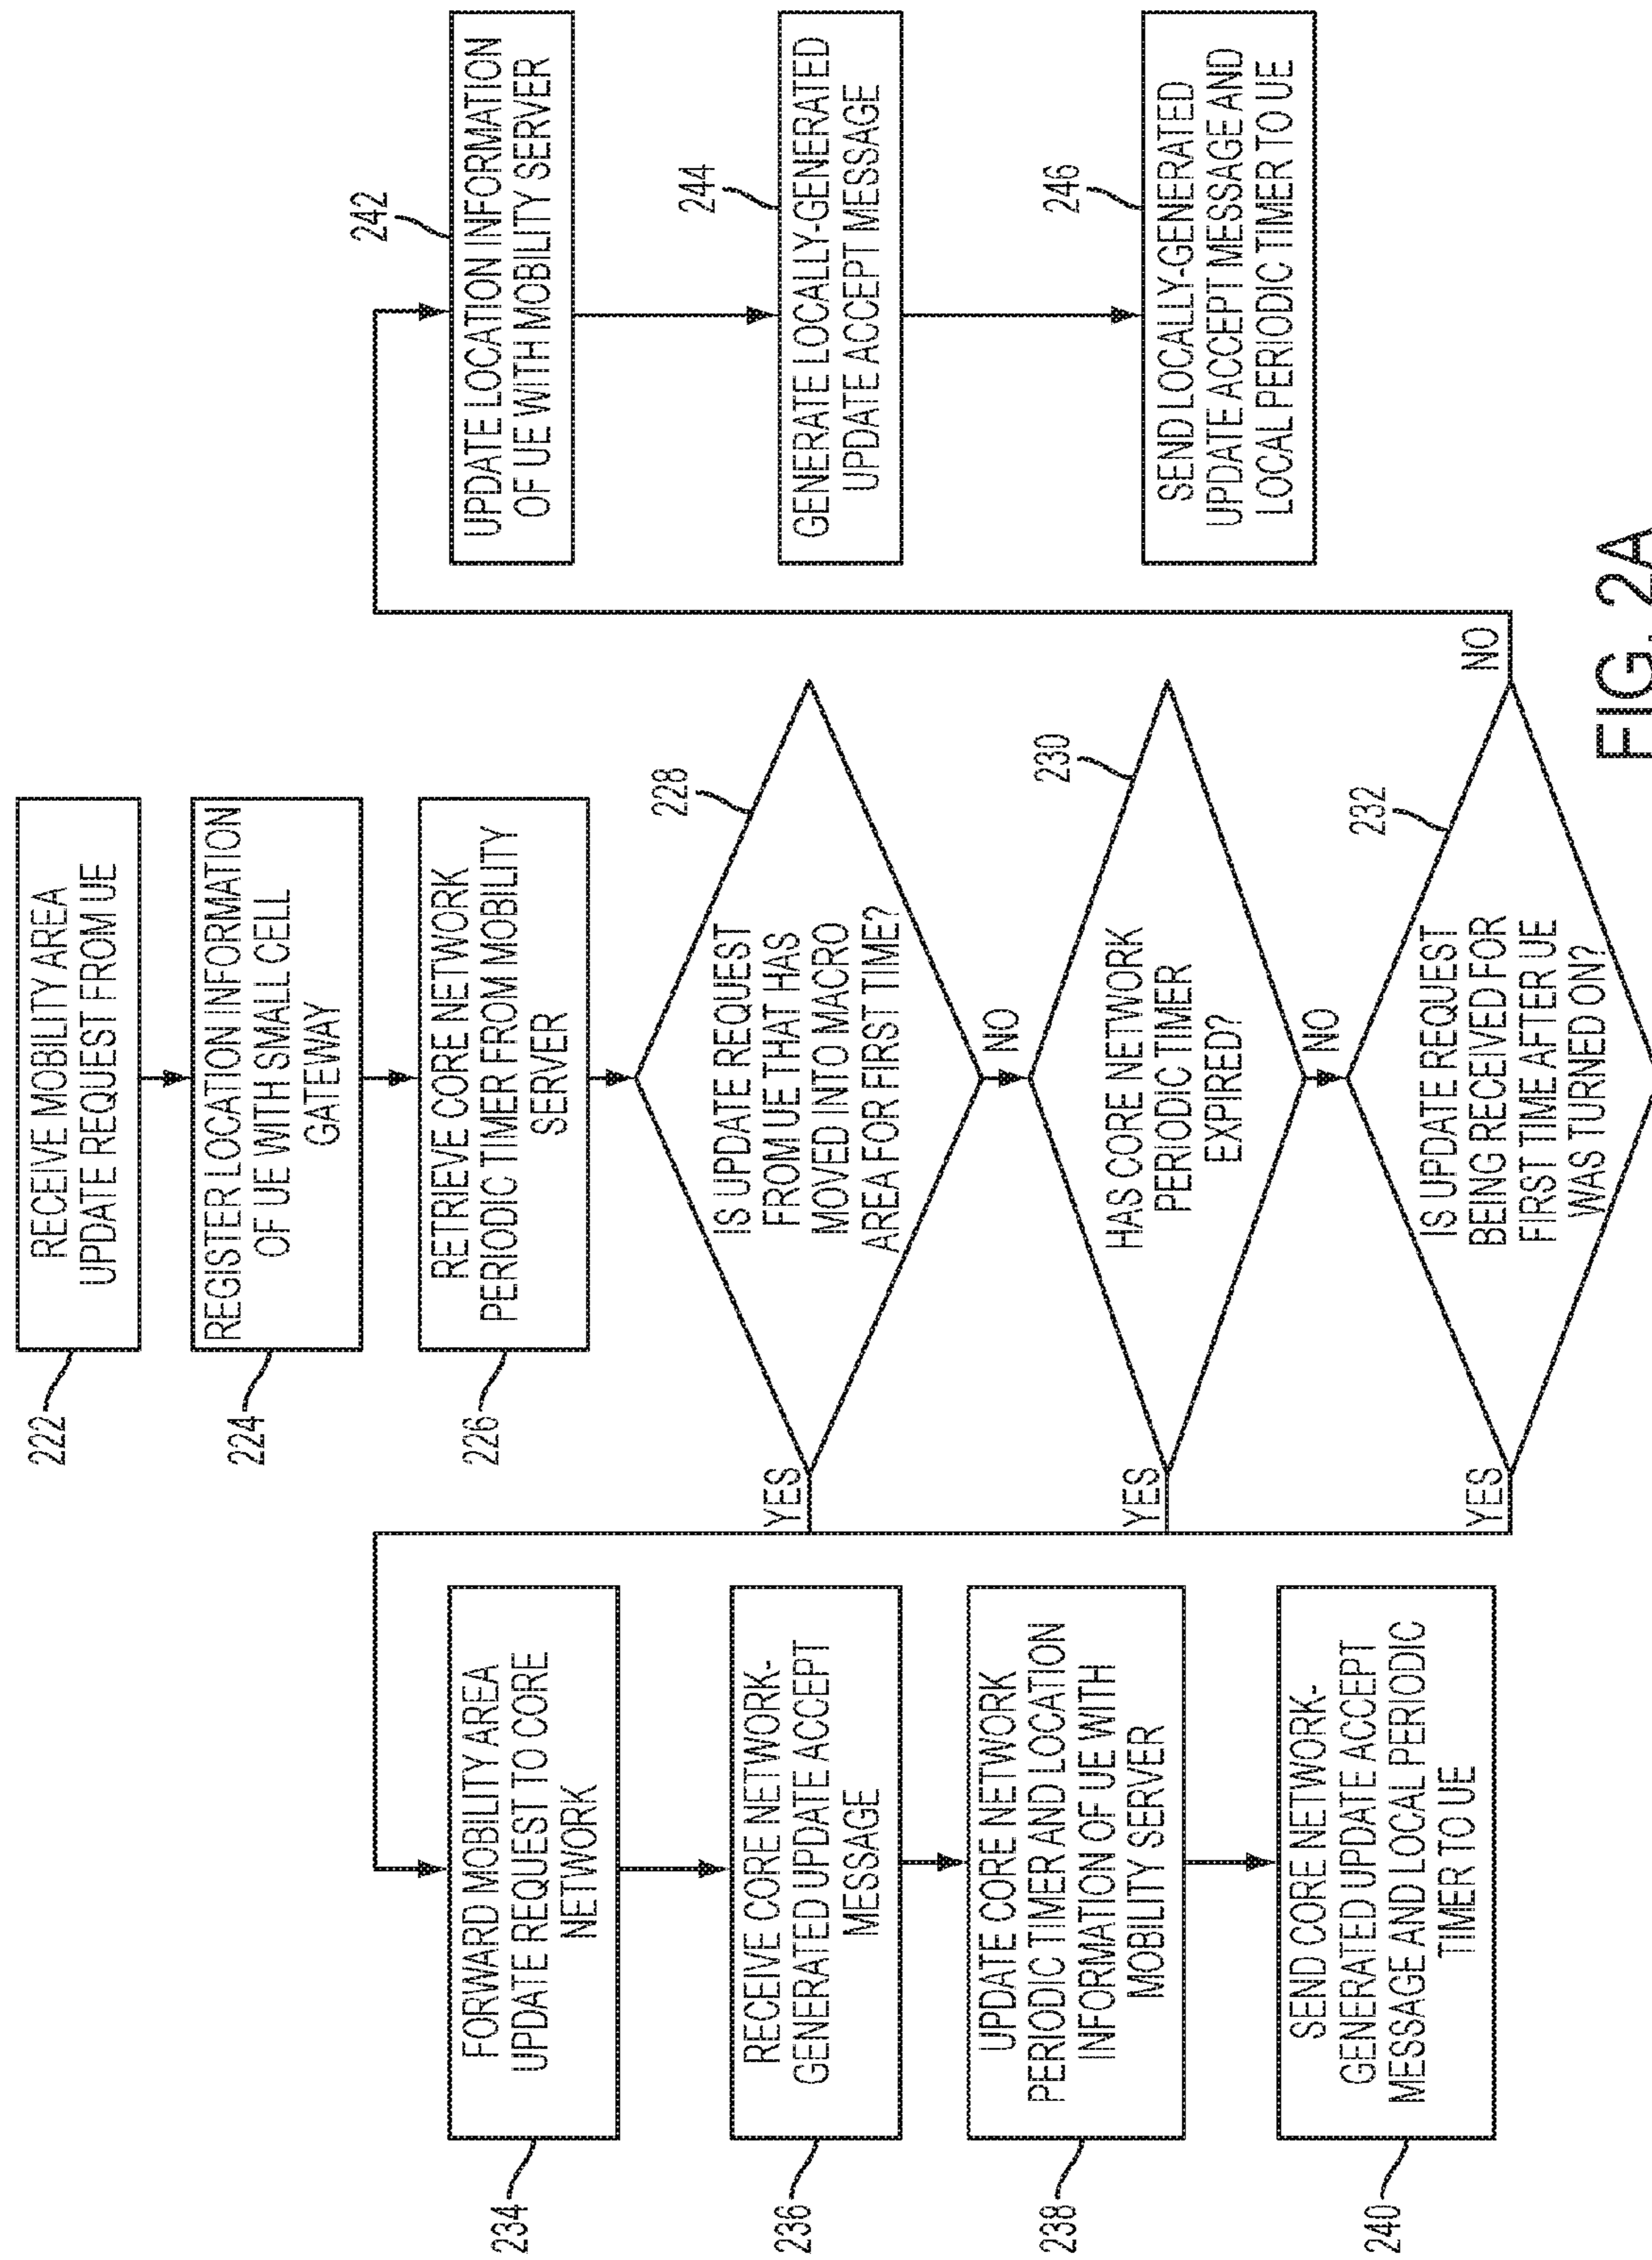 222
RECEIVE MOBILITY AREA
UPDATE REQUEST FROM UE
224
REGISTER LOCATION INFORMATION
OF UE WITH SMALL CELL
GATEWAY
226
RETRIEVE CORE NETWORK
PERIODIC TIMER FROM MOBILITY
SERVER
228
IS UPDATE REQUEST
FROM UE THAT HAS
MOVED INTO MACRO
AREA FOR FIRST TIME?
YES
NO
230
HAS CORE NETWORK
PERIODIC TIMER
EXPIRED?
YES
NO
232
IS UPDATE REQUEST
BEING RECEIVED FOR
FIRST TIME AFTER UE
WAS TURNED ON?
YES
NO
234
FORWARD MOBILITY AREA
UPDATE REQUEST TO CORE
NETWORK
236
RECEIVE CORE NETWORK-
GENERATED UPDATE ACCEPT
MESSAGE
238
UPDATE CORE NETWORK
PERIODIC TIMER AND LOCATION
INFORMATION OF UE WITH
MOBILITY SERVER
240
SEND CORE NETWORK-
GENERATED UPDATE ACCEPT
MESSAGE AND LOCAL PERIODIC
TIMER TO UE
242
UPDATE LOCATION INFORMATION
OF UE WITH MOBILITY SERVER
244
GENERATE LOCALLY-GENERATED
UPDATE ACCEPT MESSAGE
246
SEND LOCALLY-GENERATED
UPDATE ACCEPT MESSAGE AND
LOCAL PERIODIC TIMER TO UE
FIG. 2A